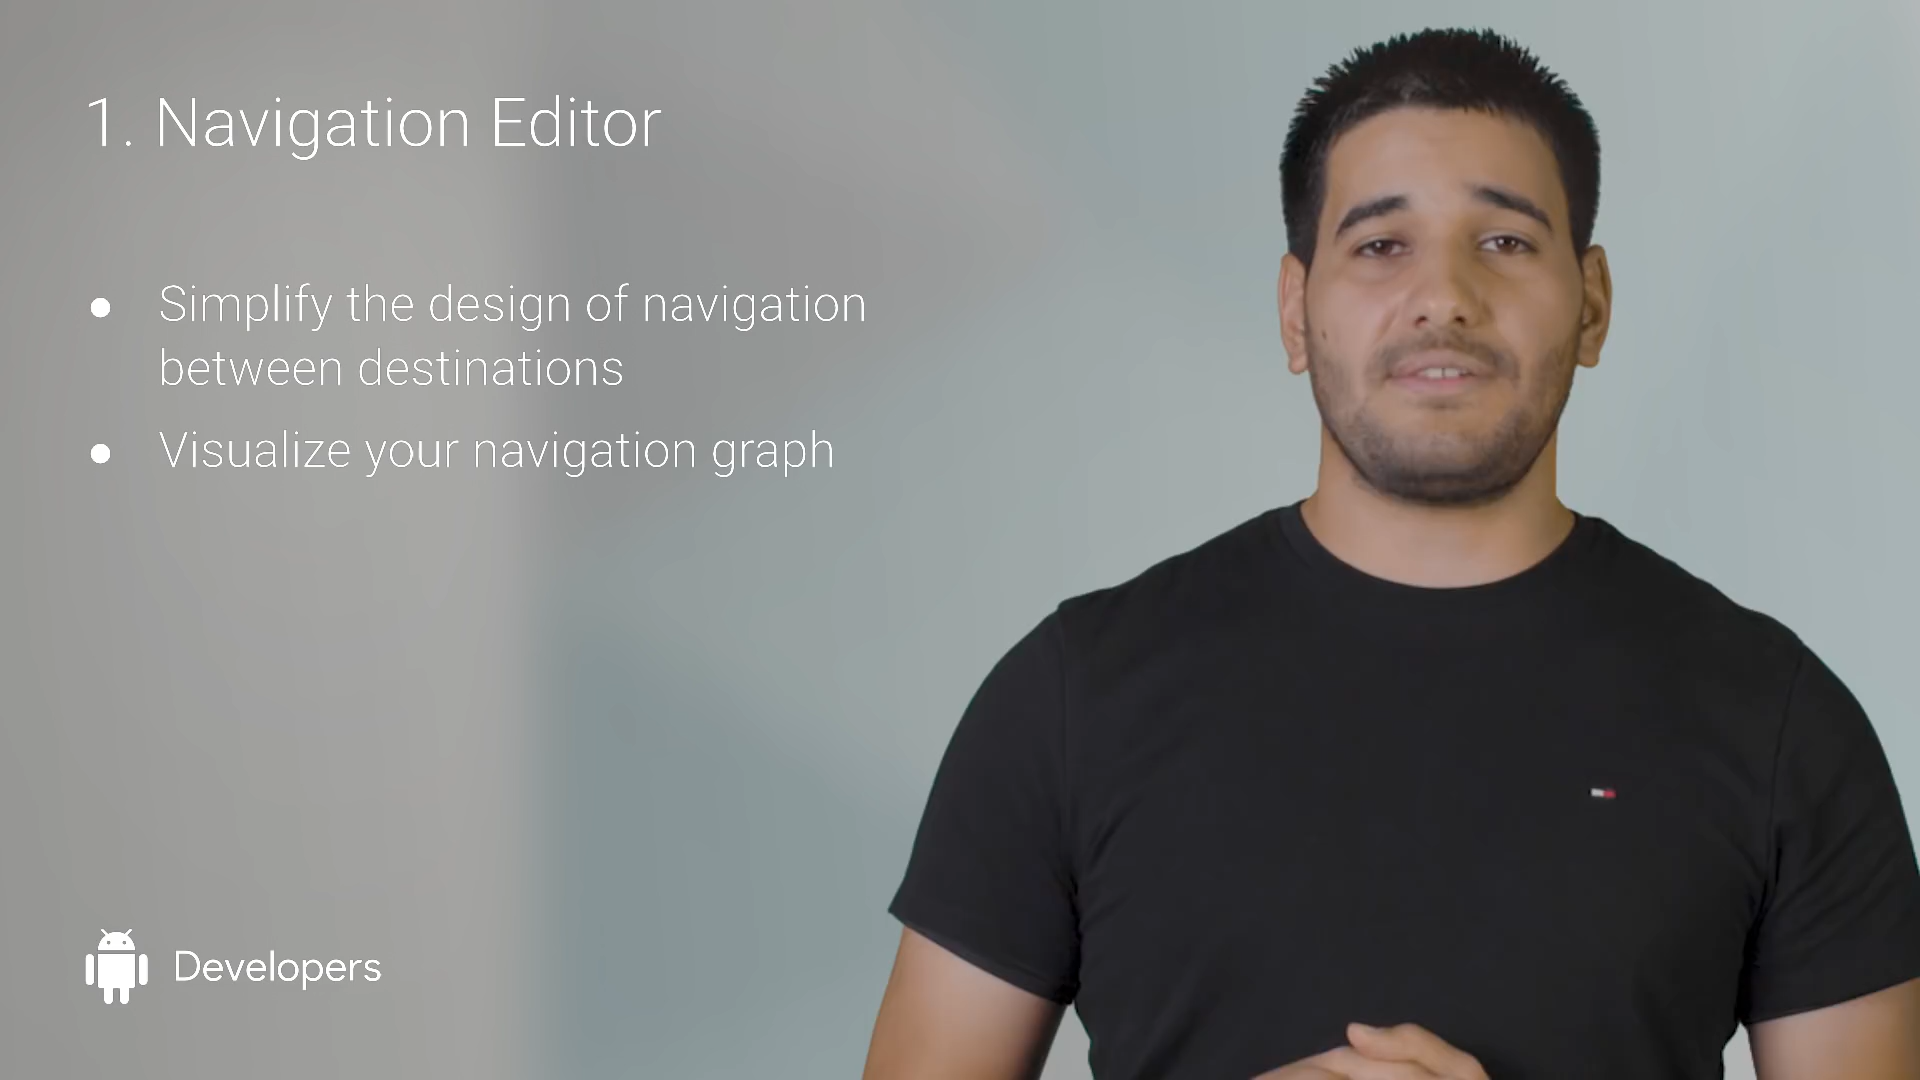 1. Navigation Editor
● Simplify the design of navigation
between destinations
● Visualize your navigation graph
Developers